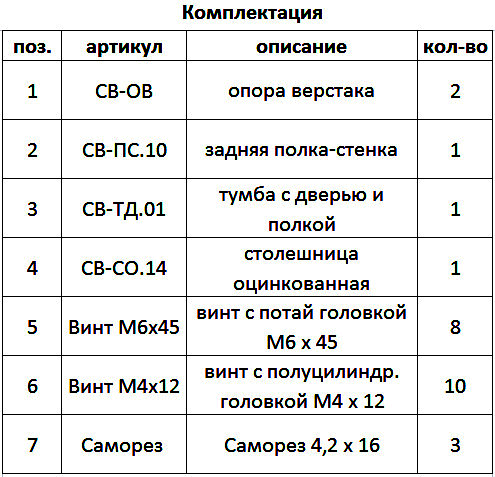 Комплектация
поз. артикул описание кол-во
1 СВ-ОВ опора верстака 2
2 СВ-ПС.10 задняя полка-стенка 1
3 СВ-ТД.01 тумба с дверью и полкой 1
4 СВ-СО.14 столешница оцинкованная 1
5 Винт М6х45 винт с потай головкой М6 х 45 8
6 Винт М4х12 винт с полуцилиндр. головкой М4 х 12 10
7 Саморез Саморез 4,2 х 16 3